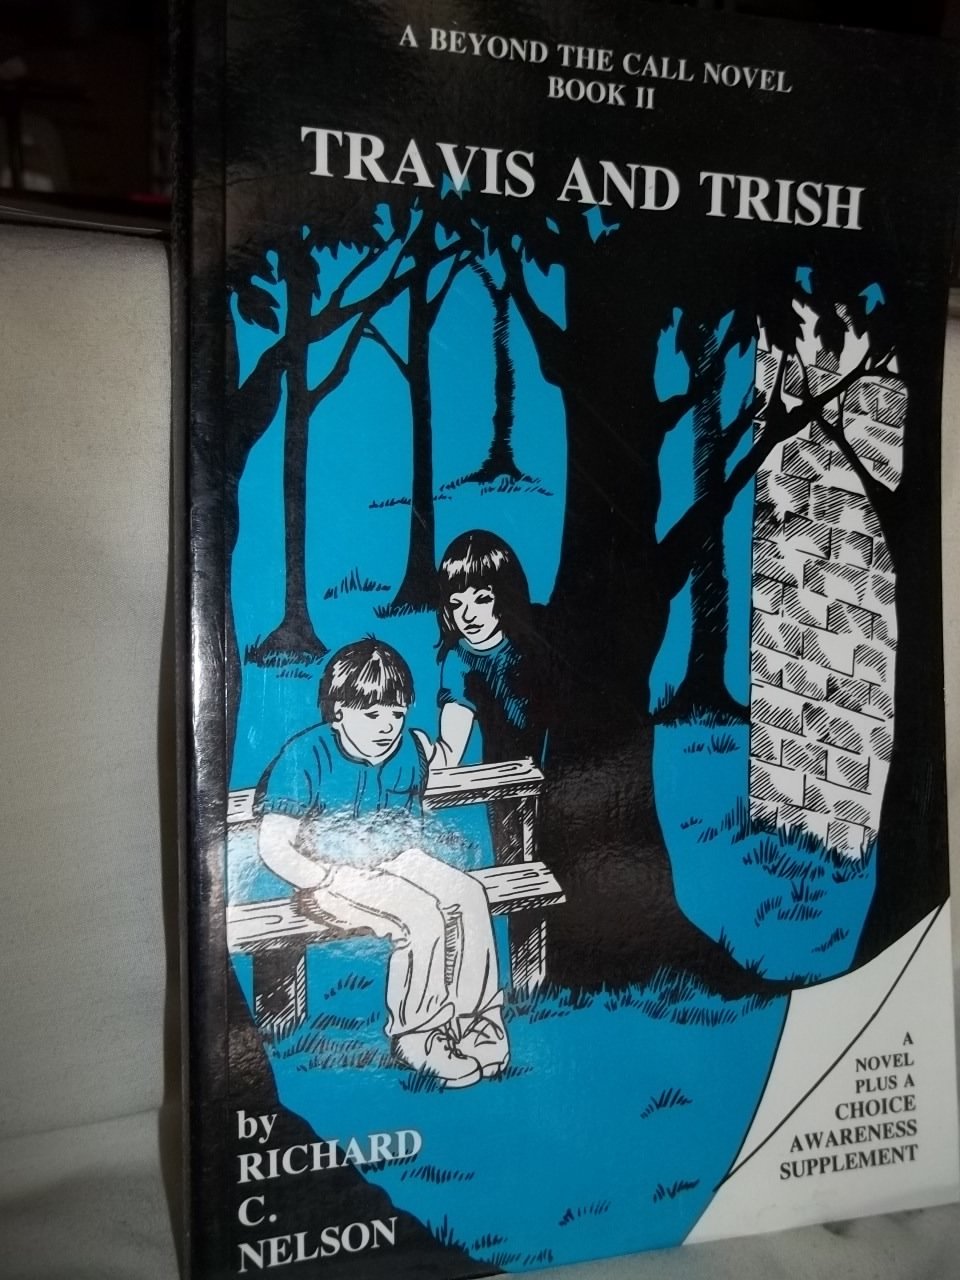 A BEYOND THE CALL NOVEL
BOOK II
TRAVIS AND TRISH
by
RICHARD
C.
NELSON
A
NOVEL
PLUS A
CHOICE
AWARENESS
SUPPLEMENT